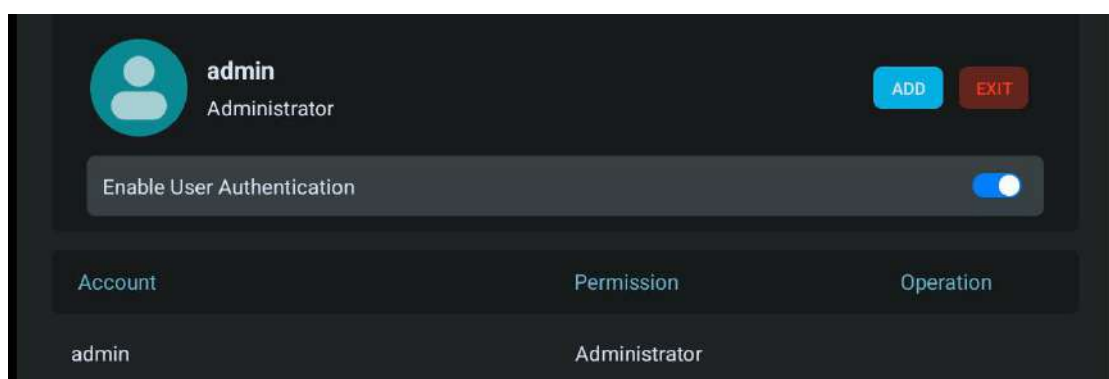 admin
Administrator
ADD EXIT
Enable User Authentication
Account Permission Operation
admin Administrator